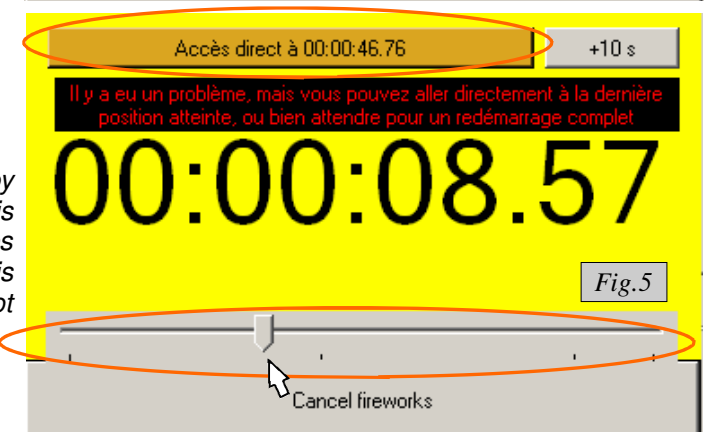 Accès direct à 00:00:46.76
+10 s
Il y a eu un problème, mais vous pouvez aller directement à la dernière
position atteinte, ou bien attendre pour un redémarrage complet
00:00:08.57
Fig.5
Cancel fireworks